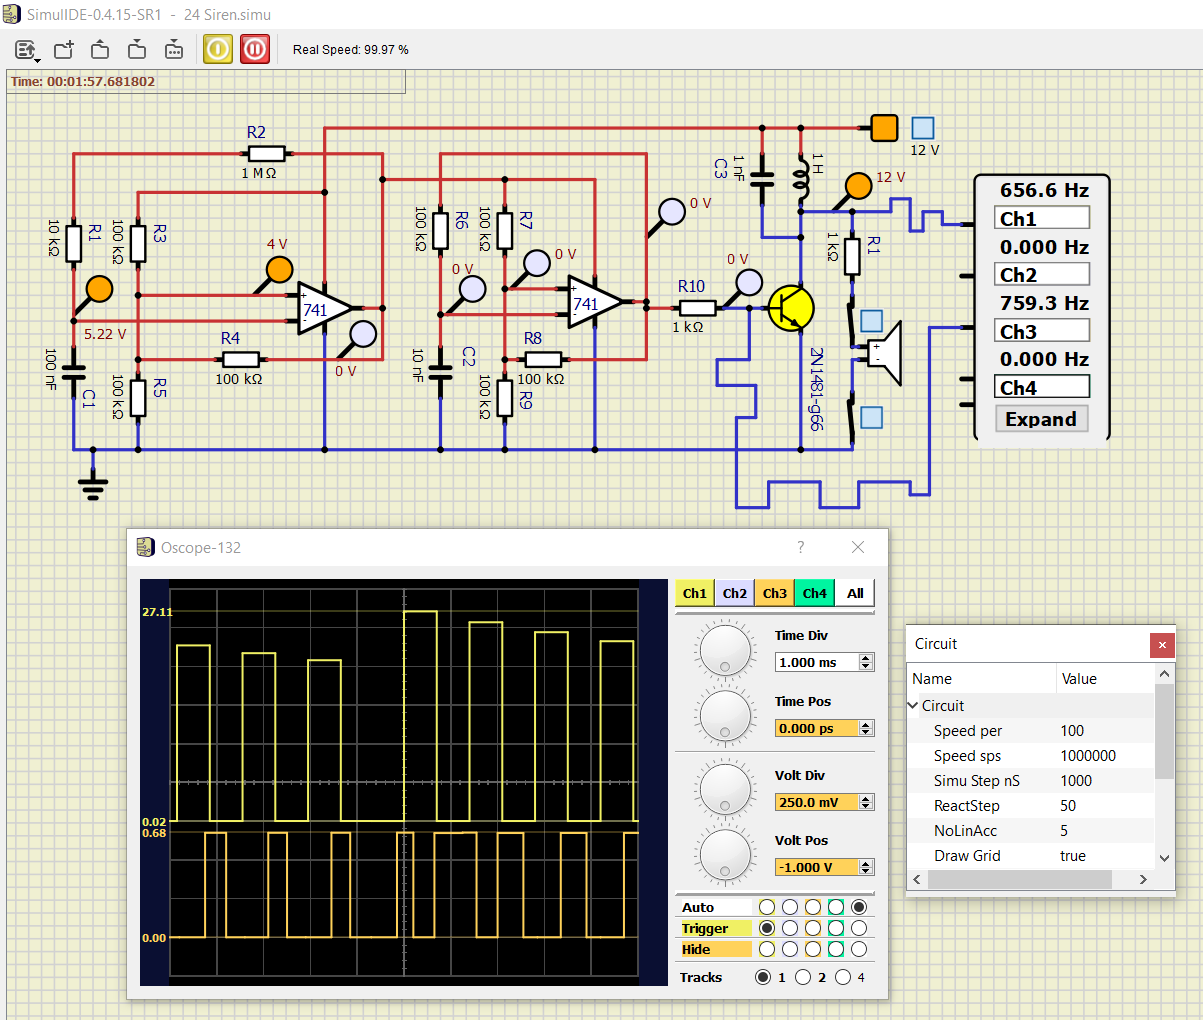 SimulIDE-0.4.15-SR1 - 24 Siren.simu
Real Speed: 99.97 %
Time: 00:01:57.681802
R2
1 MΩ
R1
10 kΩ
R3
100 kΩ
4 V
+
-
741
5.22 V
R4
100 kΩ
0 V
100 nF
C1
100 kΩ
R5
R6
100 kΩ
R7
100 kΩ
0 V
0 V
0 V
+
-
741
10 nF
C2
R8
100 kΩ
100 kΩ
R9
R10
1 kΩ
0 V
C3
1 nF
1 H
12 V
12 V
R1
1 kΩ
2N1481-g66
+
-
656.6 Hz
Ch1
0.000 Hz
Ch2
759.3 Hz
Ch3
0.000 Hz
Ch4
Expand
Oscope-132
?
27.11
0.02
0.68
0.00
Ch1 Ch2 Ch3 Ch4 All
Time Div
1.000 ms
Time Pos
0.000 ps
Volt Div
250.0 mV
Volt Pos
-1.000 V
Auto
Trigger
Hide
Tracks 1 2 4
Circuit
Name Value
Circuit
Speed per 100
Speed sps 1000000
Simu Step nS 1000
ReactStep 50
NoLinAcc 5
Draw Grid true